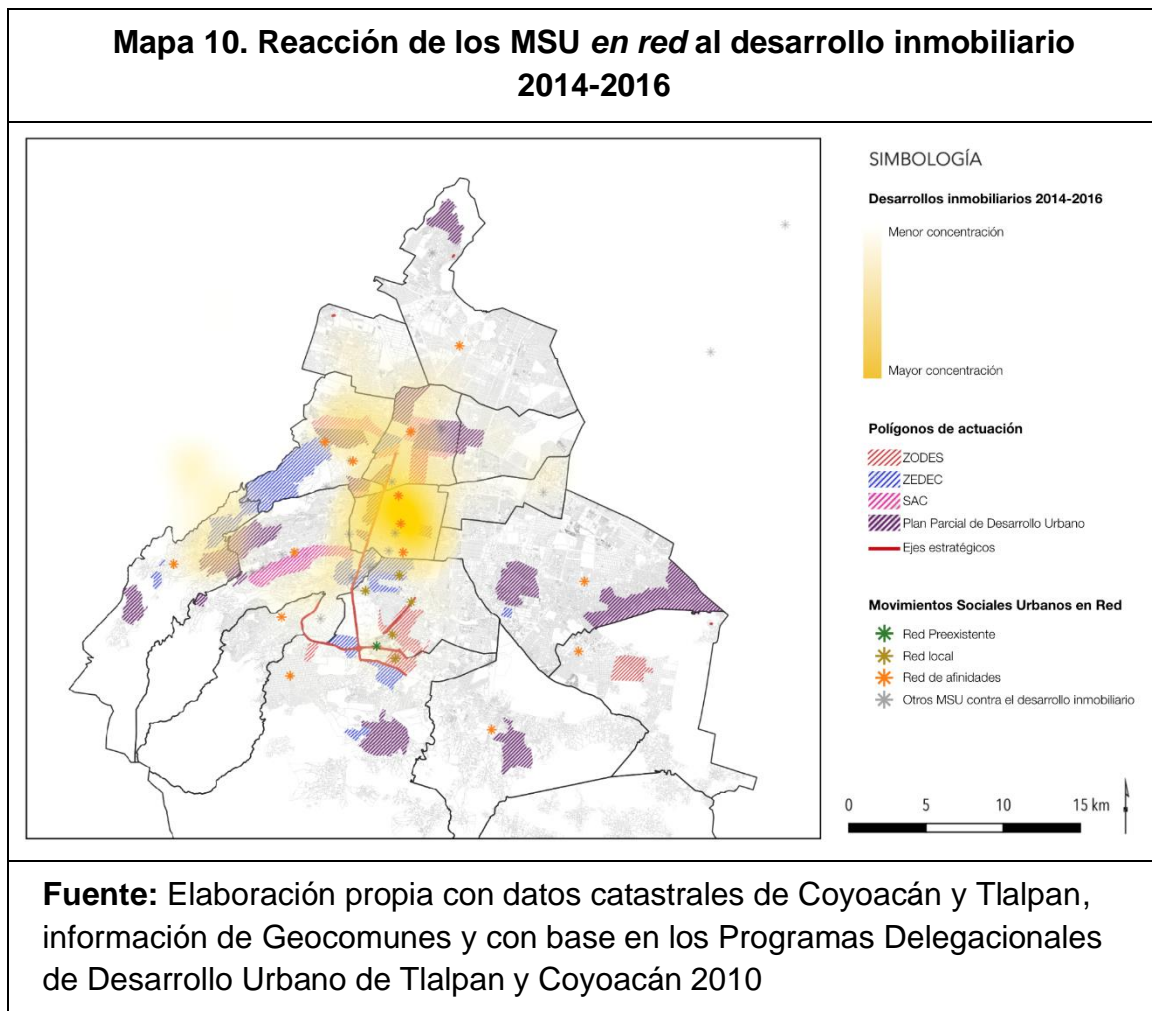 Mapa 10. Reacción de los MSU en red al desarrollo inmobiliario
2014-2016
SIMBOLOGÍA
Desarrollos inmobiliarios 2014-2016
Menor concentración
Mayor concentración
Polígonos de actuación
ZODES
ZEDEC
SAC
Plan Parcial de Desarrollo Urbano
Ejes estratégicos
Movimientos Sociales Urbanos en Red
Red Preexistente
Red local
Red de afinidades
Otros MSU contra el desarrollo inmobiliario
0 5 10 15 km
Fuente: Elaboración propia con datos catastrales de Coyoacán y Tlalpan,
información de Geocomunes y con base en los Programas Delegacionales
de Desarrollo Urbano de Tlalpan y Coyoacán 2010